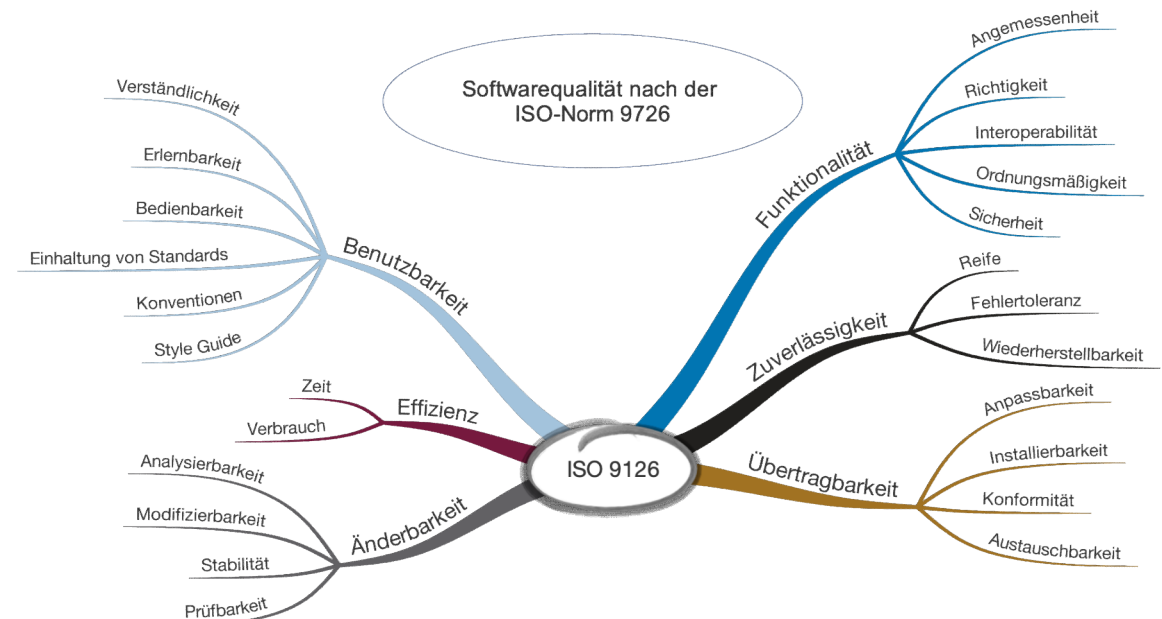 Softwarequalität nach der
ISO-Norm 9726
ISO 9126
Benutzbarkeit
Verständlichkeit
Erlernbarkeit
Bedienbarkeit
Einhaltung von Standards
Konventionen
Style Guide
Effizienz
Zeit
Verbrauch
Änderbarkeit
Analysierbarkeit
Modifizierbarkeit
Stabilität
Prüfbarkeit
Funktionalität
Angemessenheit
Richtigkeit
Interoperabilität
Ordnungsmäßigkeit
Sicherheit
Zuverlässigkeit
Reife
Fehlertoleranz
Wiederherstellbarkeit
Übertragbarkeit
Anpassbarkeit
Installierbarkeit
Konformität
Austauschbarkeit